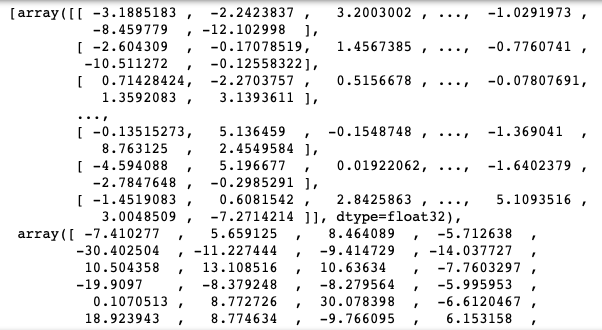 [array([[ -3.1885183 ,  -2.2423837 ,   3.2003002 , ...,  -1.0291973 ,
         -8.459779  , -12.102998  ],
       [ -2.604309  ,  -0.17078519,   1.4567385 , ...,  -0.7760741 ,
        -10.511272  ,  -0.12558322],
       [  0.71428424,  -2.2703757 ,   0.5156678 , ...,  -0.07807691,
          1.3592083 ,   3.1393611 ],
       ...,
       [ -0.13515273,   5.136459  ,  -0.1548748 , ...,  -1.369041  ,
          8.763125  ,   2.4549584 ],
       [ -4.594088  ,   5.196677  ,   0.01922062, ...,  -1.6402379 ,
         -2.7847648 ,  -0.2985291 ],
       [ -1.4519083 ,   0.6081542 ,   2.8425863 , ...,   5.1093516 ,
          3.0048509 ,  -7.2714214 ]], dtype=float32),
 array([ -7.410277  ,   5.659125  ,   8.464089  ,  -5.712638  ,
       -30.402504  , -11.227444  ,  -9.414729  , -14.037727  ,
        10.504358  ,  13.108516  ,  10.63634   ,  -7.7603297 ,
       -19.9097    ,  -8.379248  ,  -8.279564  ,  -5.995953  ,
         0.1070513 ,   8.772726  ,  30.078398  ,  -6.6120467 ,
        18.923943  ,   8.774634  ,  -9.766095  ,   6.153158  ,